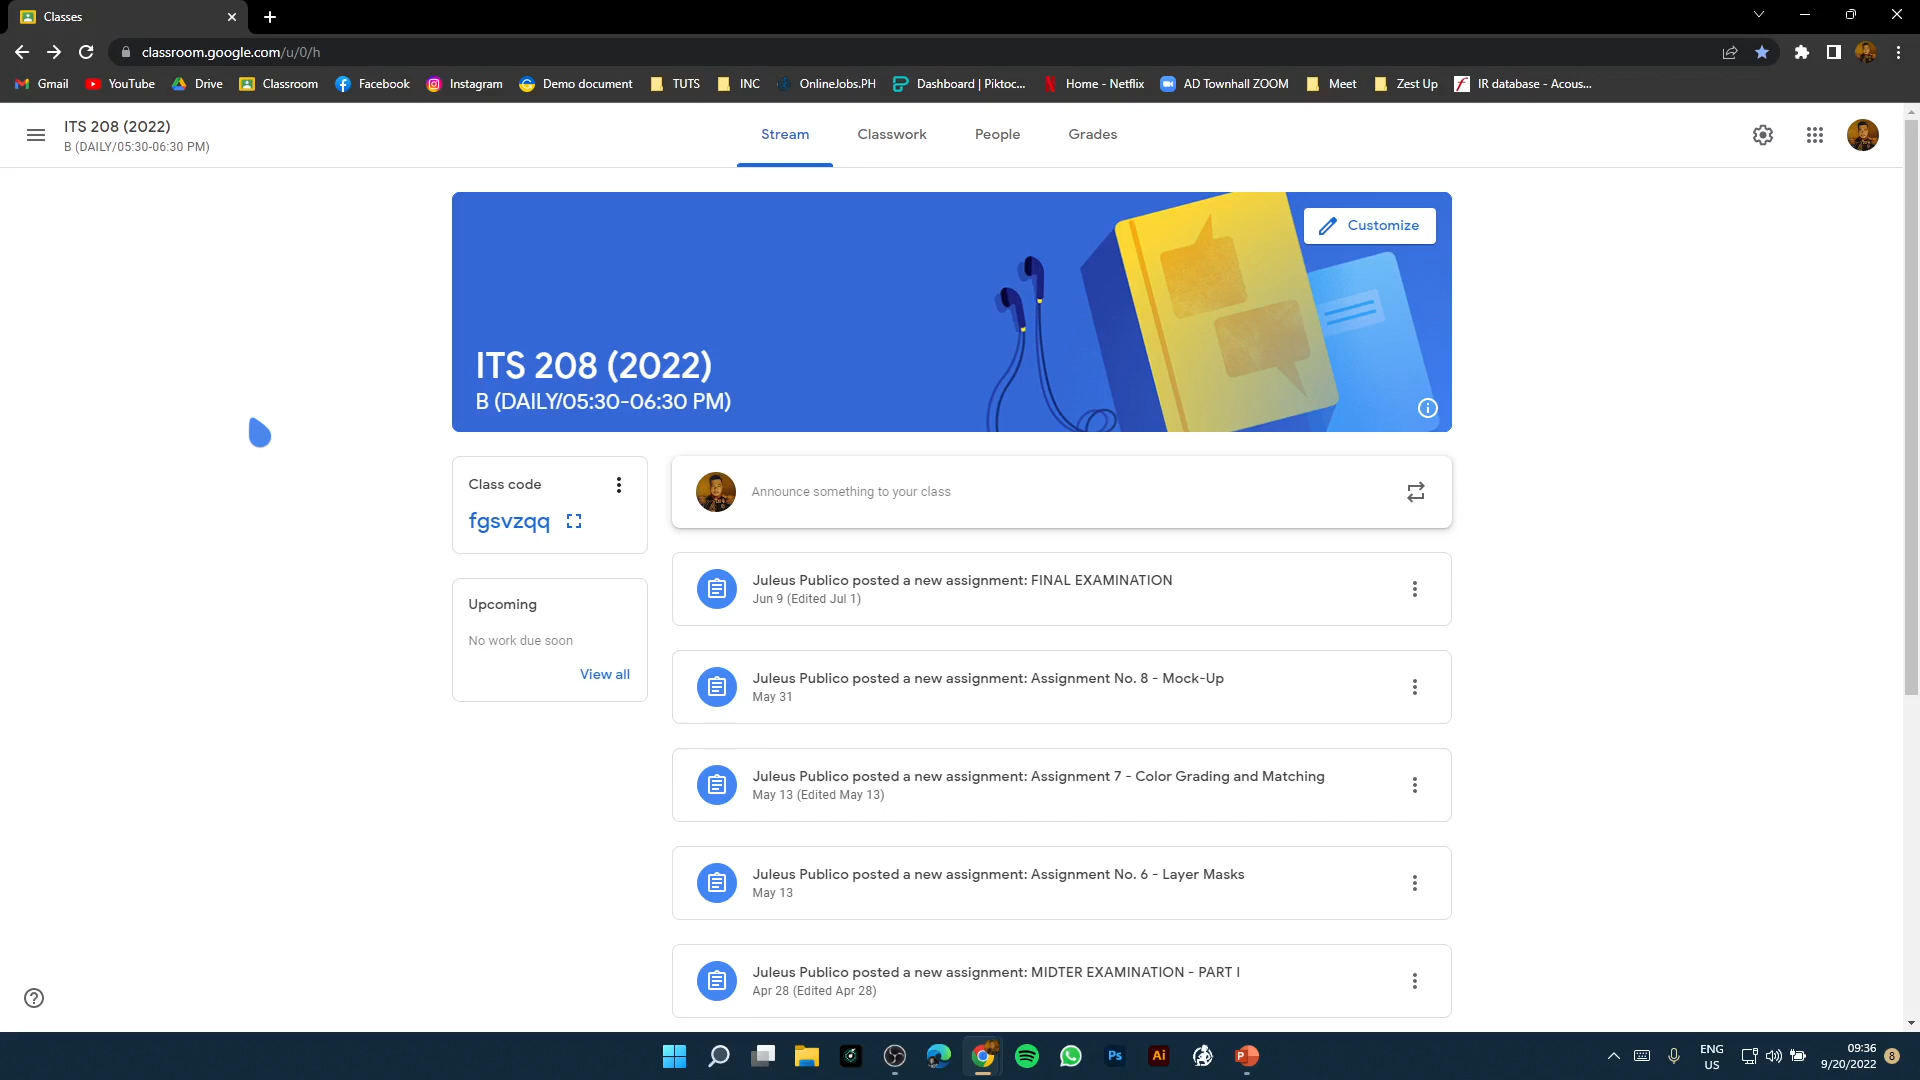 Classes
classroom.google.com/u/0/h
Gmail
YouTube
Drive
Classroom
Facebook
Instagram
Demo document
TUTS
INC
OnlineJobs.PH
Dashboard | Piktoc...
Home - Netflix
AD Townhall ZOOM
Meet
Zest Up
IR database - Acous...
ITS 208 (2022)
B (DAILY/05:30-06:30 PM)
Stream
Classwork
People
Grades
Customize
ITS 208 (2022)
B (DAILY/05:30-06:30 PM)
Class code
fgsvzqq
Announce something to your class
Upcoming
No work due soon
View all
Juleus Publico posted a new assignment: FINAL EXAMINATION
Jun 9 (Edited Jul 1)
Juleus Publico posted a new assignment: Assignment No. 8 - Mock-Up
May 31
Juleus Publico posted a new assignment: Assignment 7 - Color Grading and Matching
May 13 (Edited May 13)
Juleus Publico posted a new assignment: Assignment No. 6 - Layer Masks
May 13
Juleus Publico posted a new assignment: MIDTER EXAMINATION - PART I
Apr 28 (Edited Apr 28)
Ps
Ai
P
ENG
US
09:36
9/20/2022
8